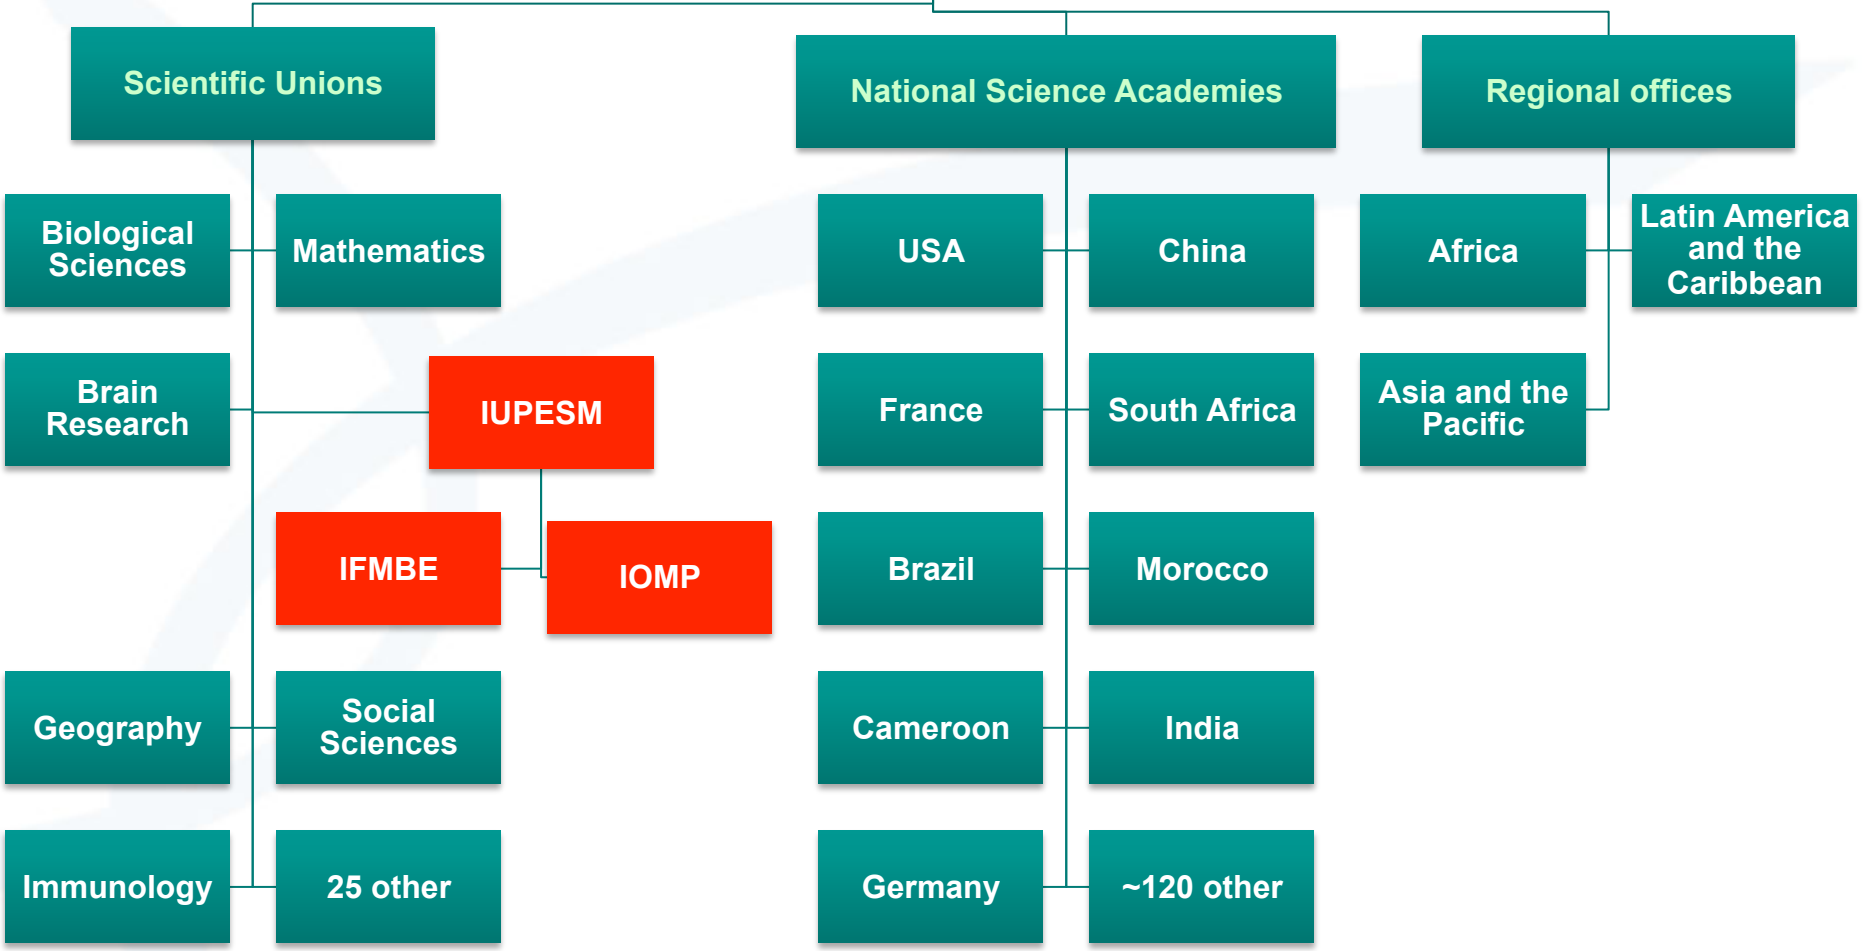 Scientific Unions
National Science Academies
Regional offices
Biological
Sciences
Mathematics
USA
China
Africa
Latin America
and the
Caribbean
Brain
Research
IUPESM
France
South Africa
Asia and the
Pacific
IFMBE
IOMP
Brazil
Morocco
Geography
Social
Sciences
Cameroon
India
Immunology
25 other
Germany
~120 other